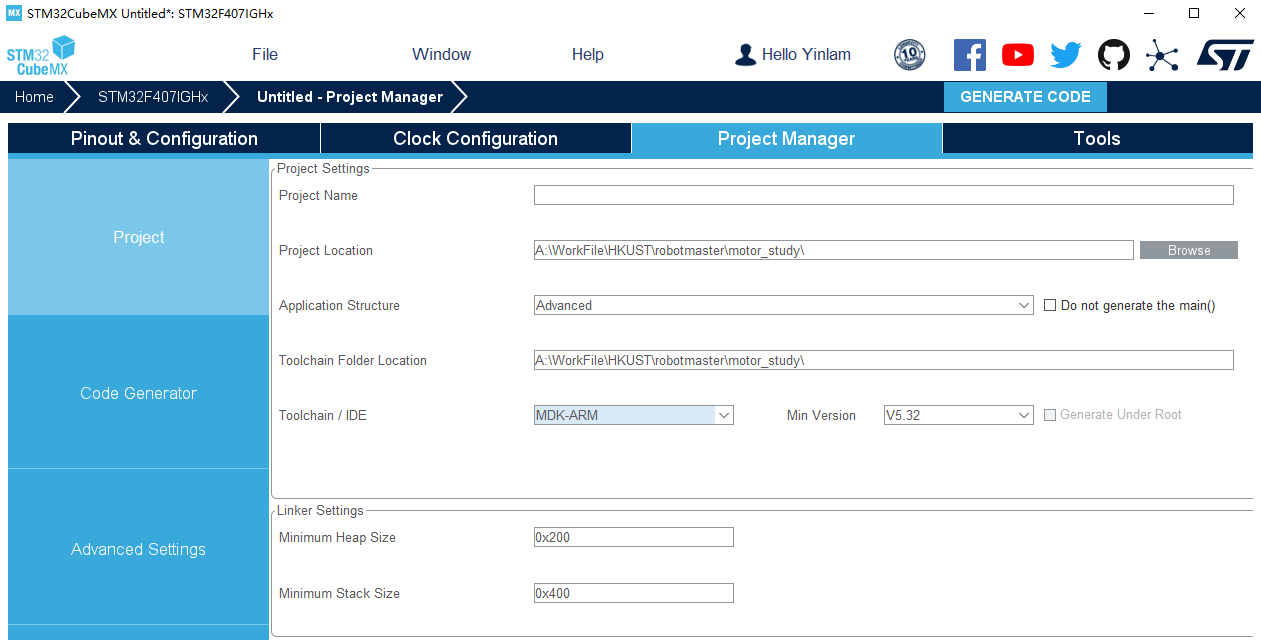 MX STM32CubeMX Untitled*: STM32F407IGHx
STM32
CubeMX
File Window Help Hello Yinlam 10
Home STM32F407IGHx Untitled - Project Manager GENERATE CODE
Pinout & Configuration Clock Configuration Project Manager Tools
Project
Code Generator
Advanced Settings
Project Settings
Project Name
Project Location A:\WorkFile\HKUST\robotmaster\motor_study\ Browse
Application Structure Advanced Do not generate the main()
Toolchain Folder Location A:\WorkFile\HKUST\robotmaster\motor_study\
Toolchain / IDE MDK-ARM Min Version V5.32 Generate Under Root
Linker Settings
Minimum Heap Size 0x200
Minimum Stack Size 0x400